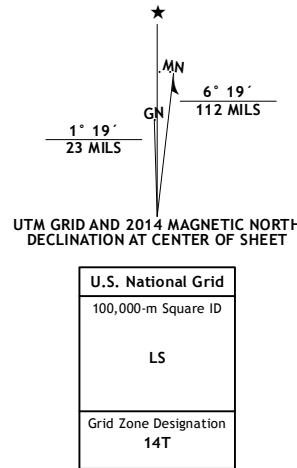 MN
6° 19´
112 MILS
GN
1° 19´
23 MILS
UTM GRID AND 2014 MAGNETIC NORTH
DECLINATION AT CENTER OF SHEET
U.S. National Grid
100,000-m Square ID
LS
Grid Zone Designation
14T